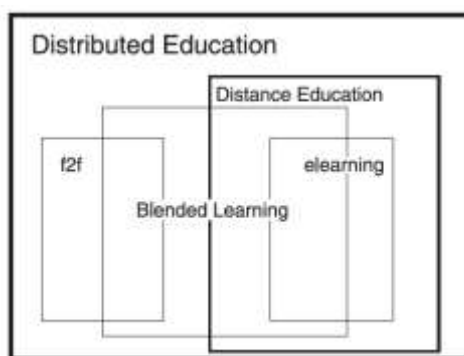 Distributed Education
Distance Education
f2f
elearning
Blended Learning